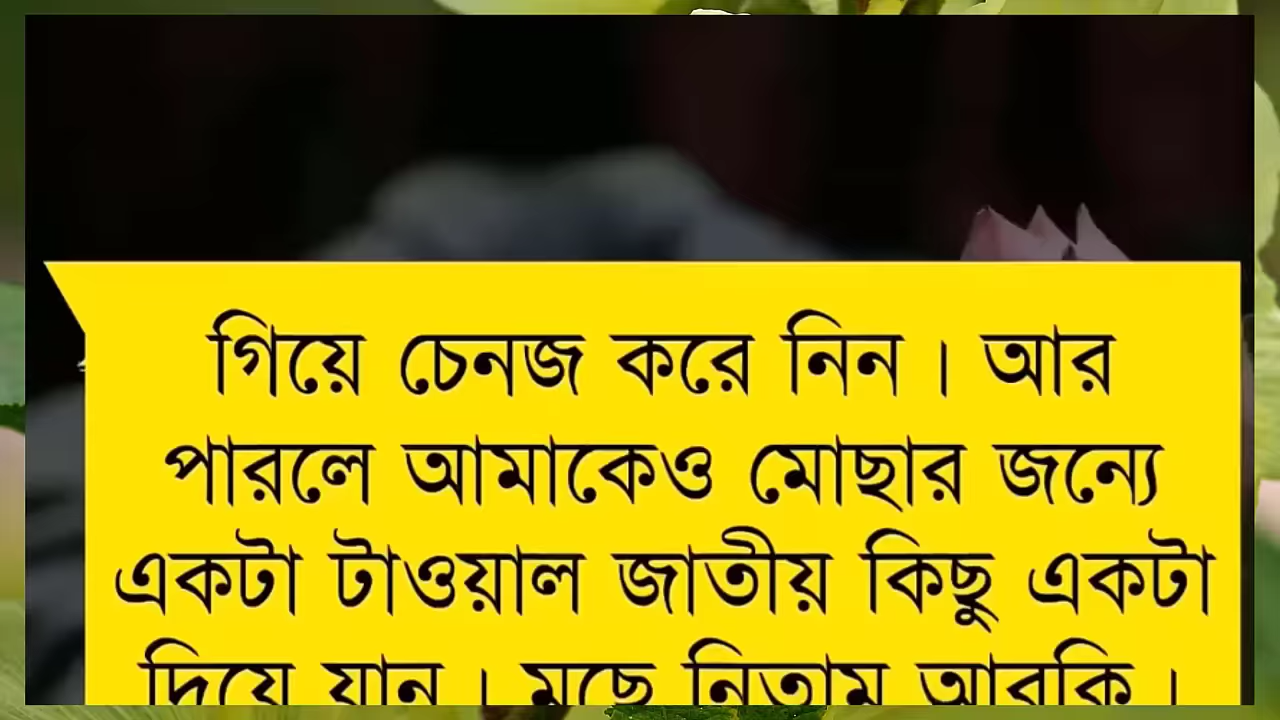 গিয়ে চেনজ করে নিন। আর
পারলে আমাকেও মোছার জন্যে
একটা টাওয়াল জাতীয় কিছু একটা
দিয়ে যান। মুছে নিতাম আরকি।